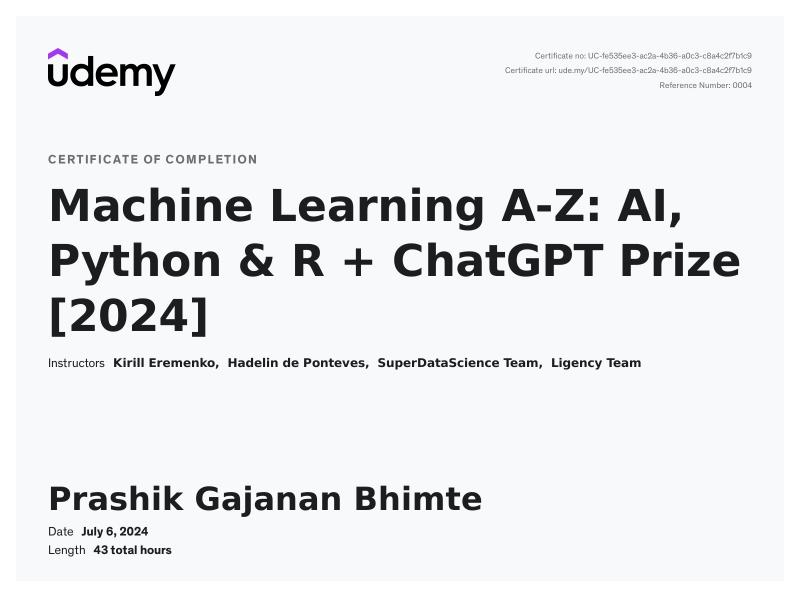 udemy
Certificate no: UC-fe535ee3-ac2a-4b36-a0c3-c8a4c2f7b1c9
Certificate url: ude.my/UC-fe535ee3-ac2a-4b36-a0c3-c8a4c2f7b1c9
Reference Number: 0004
CERTIFICATE OF COMPLETION
Machine Learning A-Z: AI,
Python & R + ChatGPT Prize
[2024]
Instructors Kirill Eremenko, Hadelin de Ponteves, SuperDataScience Team, Ligency Team
Prashik Gajanan Bhimte
Date July 6, 2024
Length 43 total hours